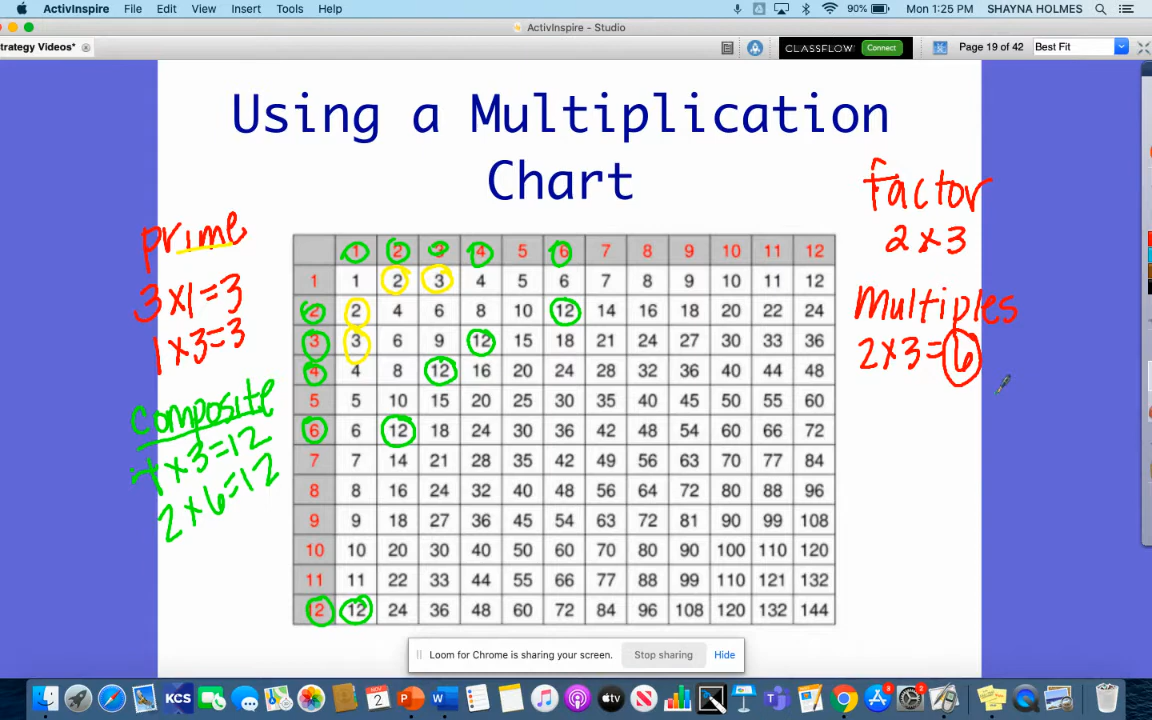 ActivInspire File Edit View Insert Tools Help 90% Mon 1:25 PM SHAYNA HOLMES
ActivInspire - Studio
trategy Videos* CLASSFLOW Connect Page 19 of 42 Best Fit
Using a Multiplication
Chart
prime
3x1=3
1x3=3
composite
4x3=12
2x6=12
1 2 3 4 5 6 7 8 9 10 11 12
1 1 2 3 4 5 6 7 8 9 10 11 12
2 2 4 6 8 10 12 14 16 18 20 22 24
3 3 6 9 12 15 18 21 24 27 30 33 36
4 4 8 12 16 20 24 28 32 36 40 44 48
5 5 10 15 20 25 30 35 40 45 50 55 60
6 6 12 18 24 30 36 42 48 54 60 66 72
7 7 14 21 28 35 42 49 56 63 70 77 84
8 8 16 24 32 40 48 56 64 72 80 88 96
9 9 18 27 36 45 54 63 72 81 90 99 108
10 10 20 30 40 50 60 70 80 90 100 110 120
11 11 22 33 44 55 66 77 88 99 110 121 132
12 12 24 36 48 60 72 84 96 108 120 132 144
factor
2x3
Multiples
2x3=6
Loom for Chrome is sharing your screen. Stop sharing Hide
KCS NOV 2 tv